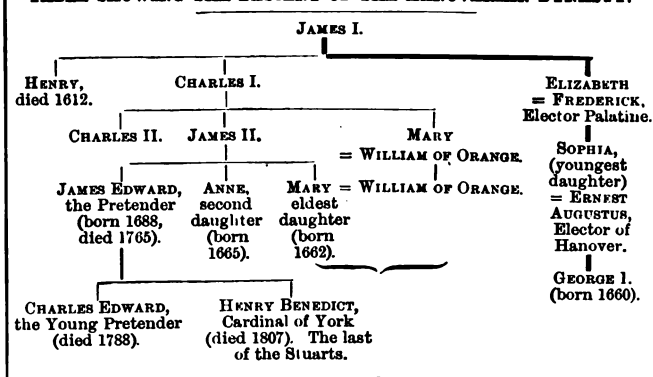 JAMES I.
HENRY,
died 1612.
CHARLES I.
ELIZABETH
= FREDERICK,
Elector Palatine.
CHARLES II.
JAMES II.
MARY
= WILLIAM OF ORANGE.
SOPHIA,
(youngest
daughter)
= ERNEST
AUGUSTUS,
Elector of
Hanover.
JAMES EDWARD,
the Pretender
(born 1688,
died 1765).
ANNE,
second
daughter
(born
1665).
MARY = WILLIAM OF ORANGE.
eldest
daughter
(born
1662).
GEORGE I.
(born 1660).
CHARLES EDWARD,
the Young Pretender
(died 1788).
HENRY BENEDICT,
Cardinal of York
(died 1807). The last
of the Stuarts.